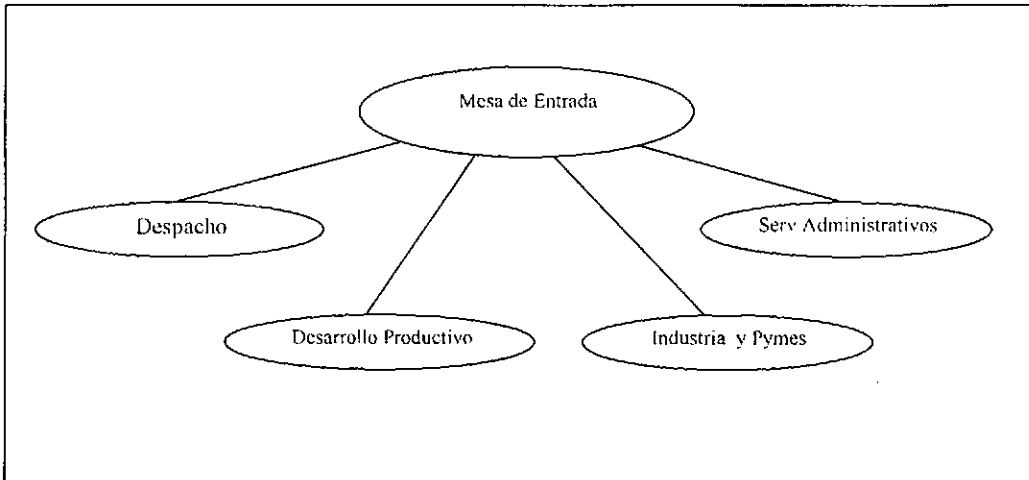 Mesa de Entrada
Despacho
Serv Administrativos
Desarrollo Productivo
Industria y Pymes